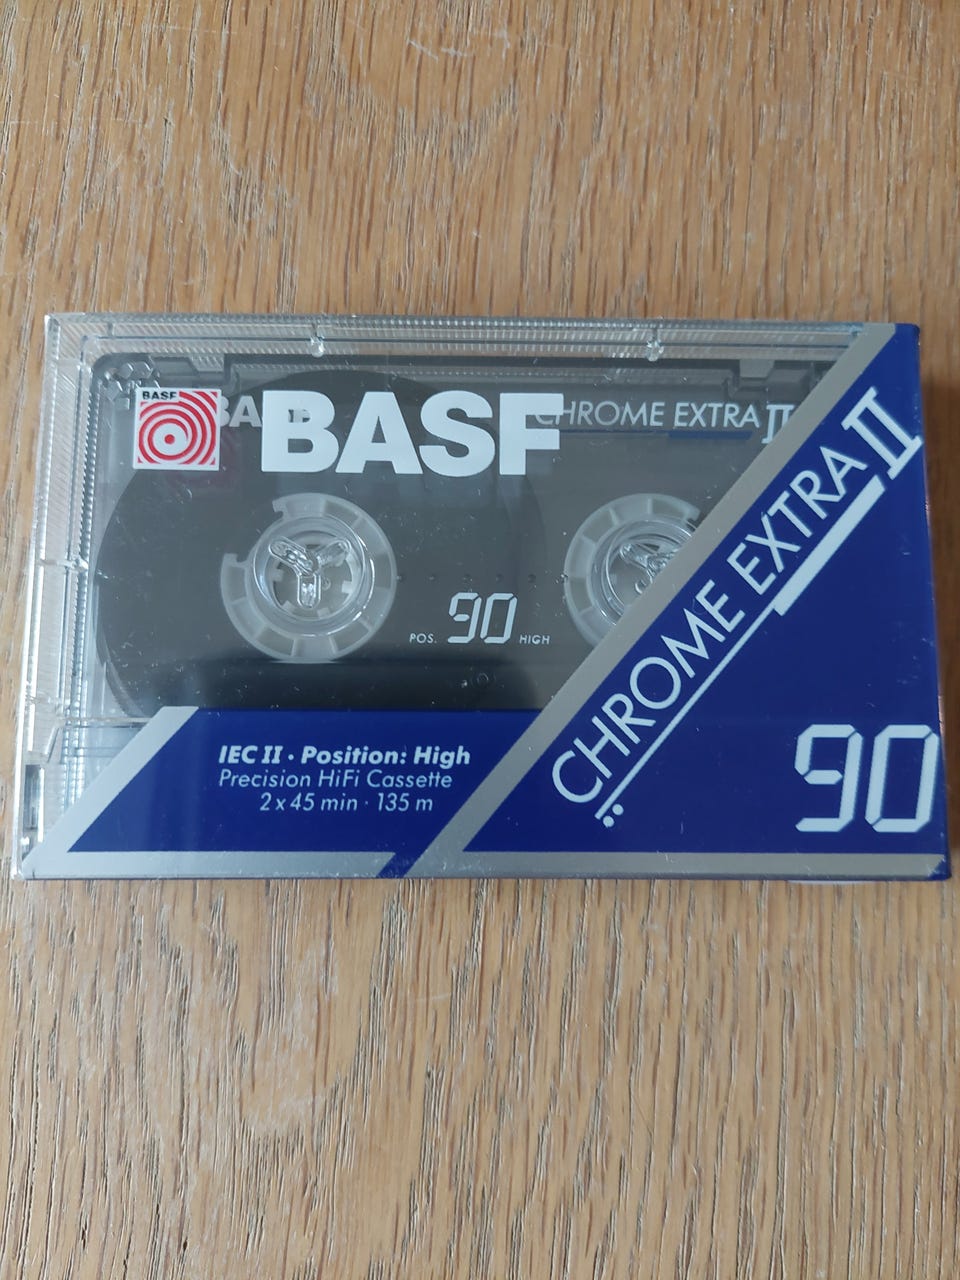 BASF
BASF
CHROME EXTRA II
POS. 90 HIGH
IEC II · Position: High
Precision HiFi Cassette
2 x 45 min · 135 m
CHROME EXTRA II
90